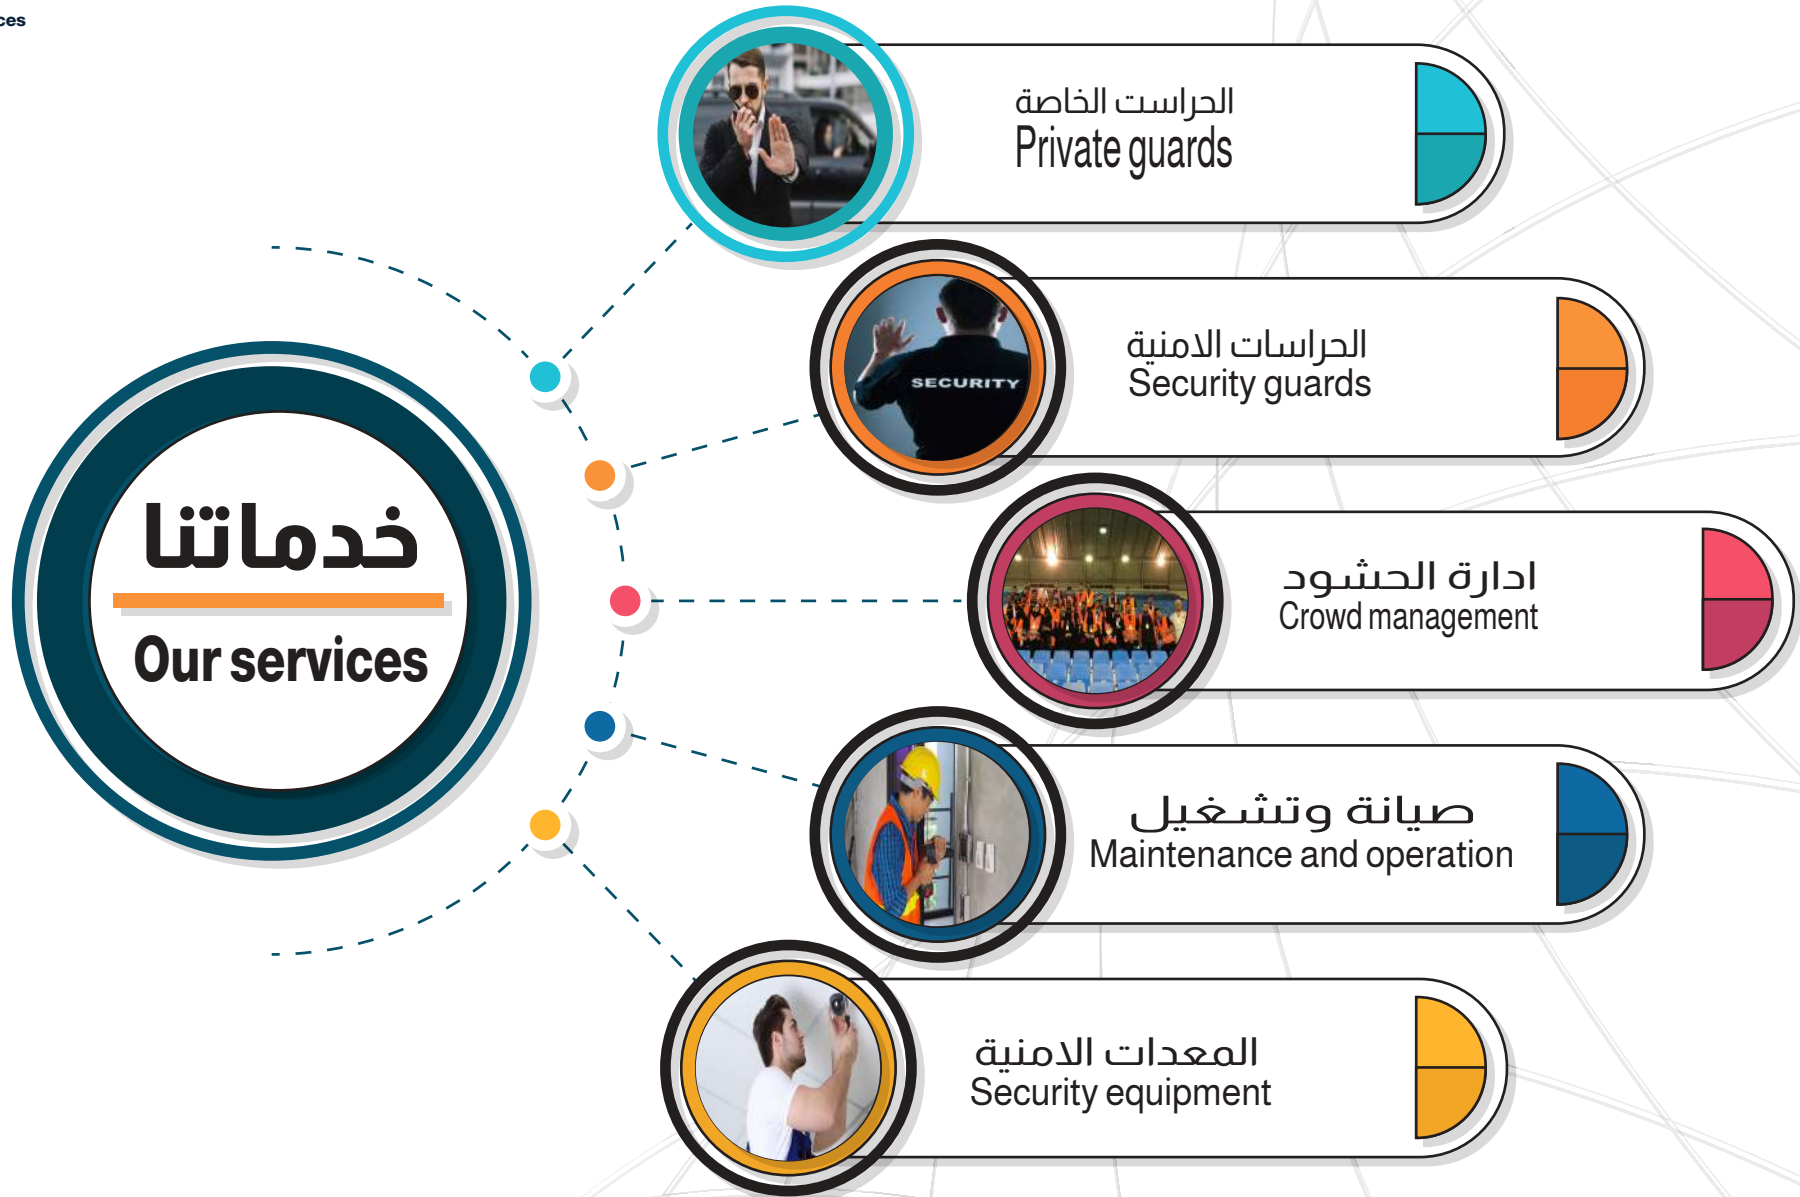 ces
خدماتنا
Our services
الحراست الخاصة
Private guards
الحراسات الامنية
Security guards
SECURITY
ادارة الحشود
Crowd management
صيانة وتشغيل
Maintenance and operation
المعدات الامنية
Security equipment